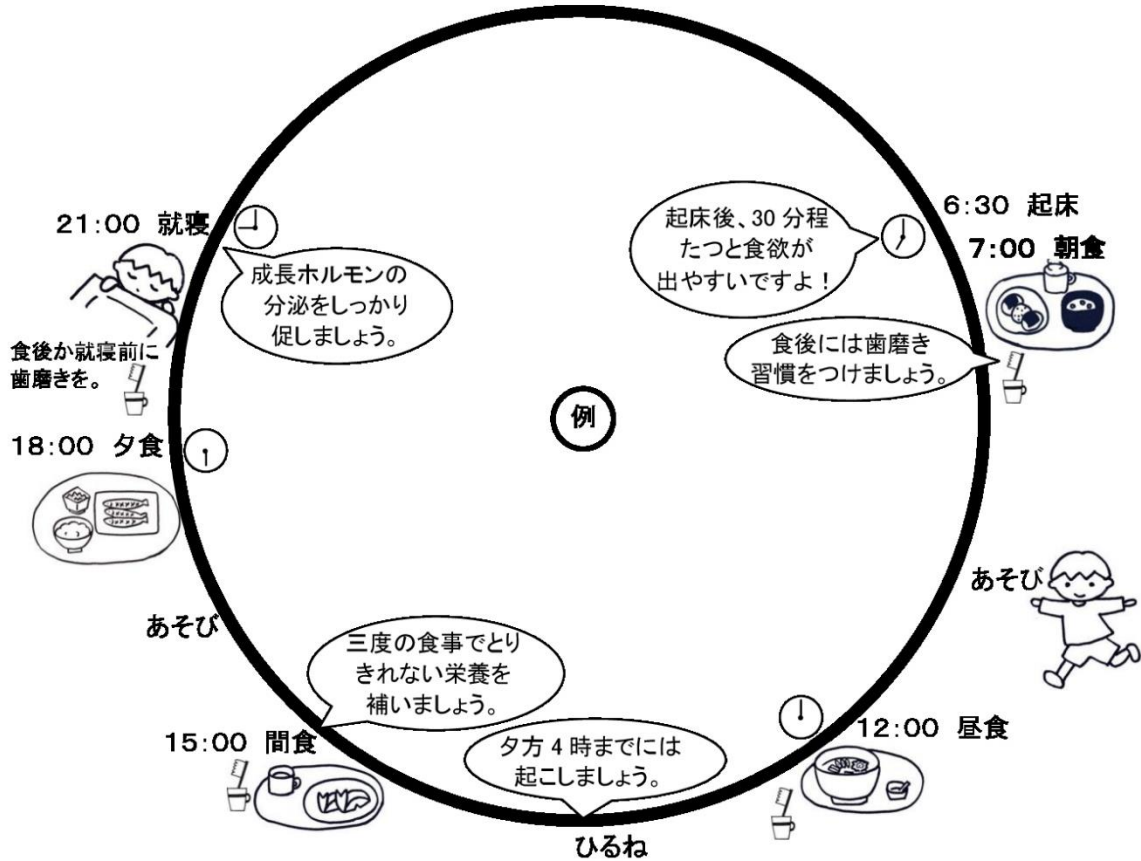 6:30 起床
起床後、30分程
たつと食欲が
出やすいですよ！
7:00 朝食
食後には歯磨き
習慣をつけましょう。
あそび
12:00 昼食
ひるね
夕方4時までには
起こしましょう。
15:00 間食
三度の食事でとり
きれない栄養を
補いましょう。
あそび
18:00 夕食
食後か就寝前に
歯磨きを。
21:00 就寝
成長ホルモンの
分泌をしっかり
促しましょう。
例